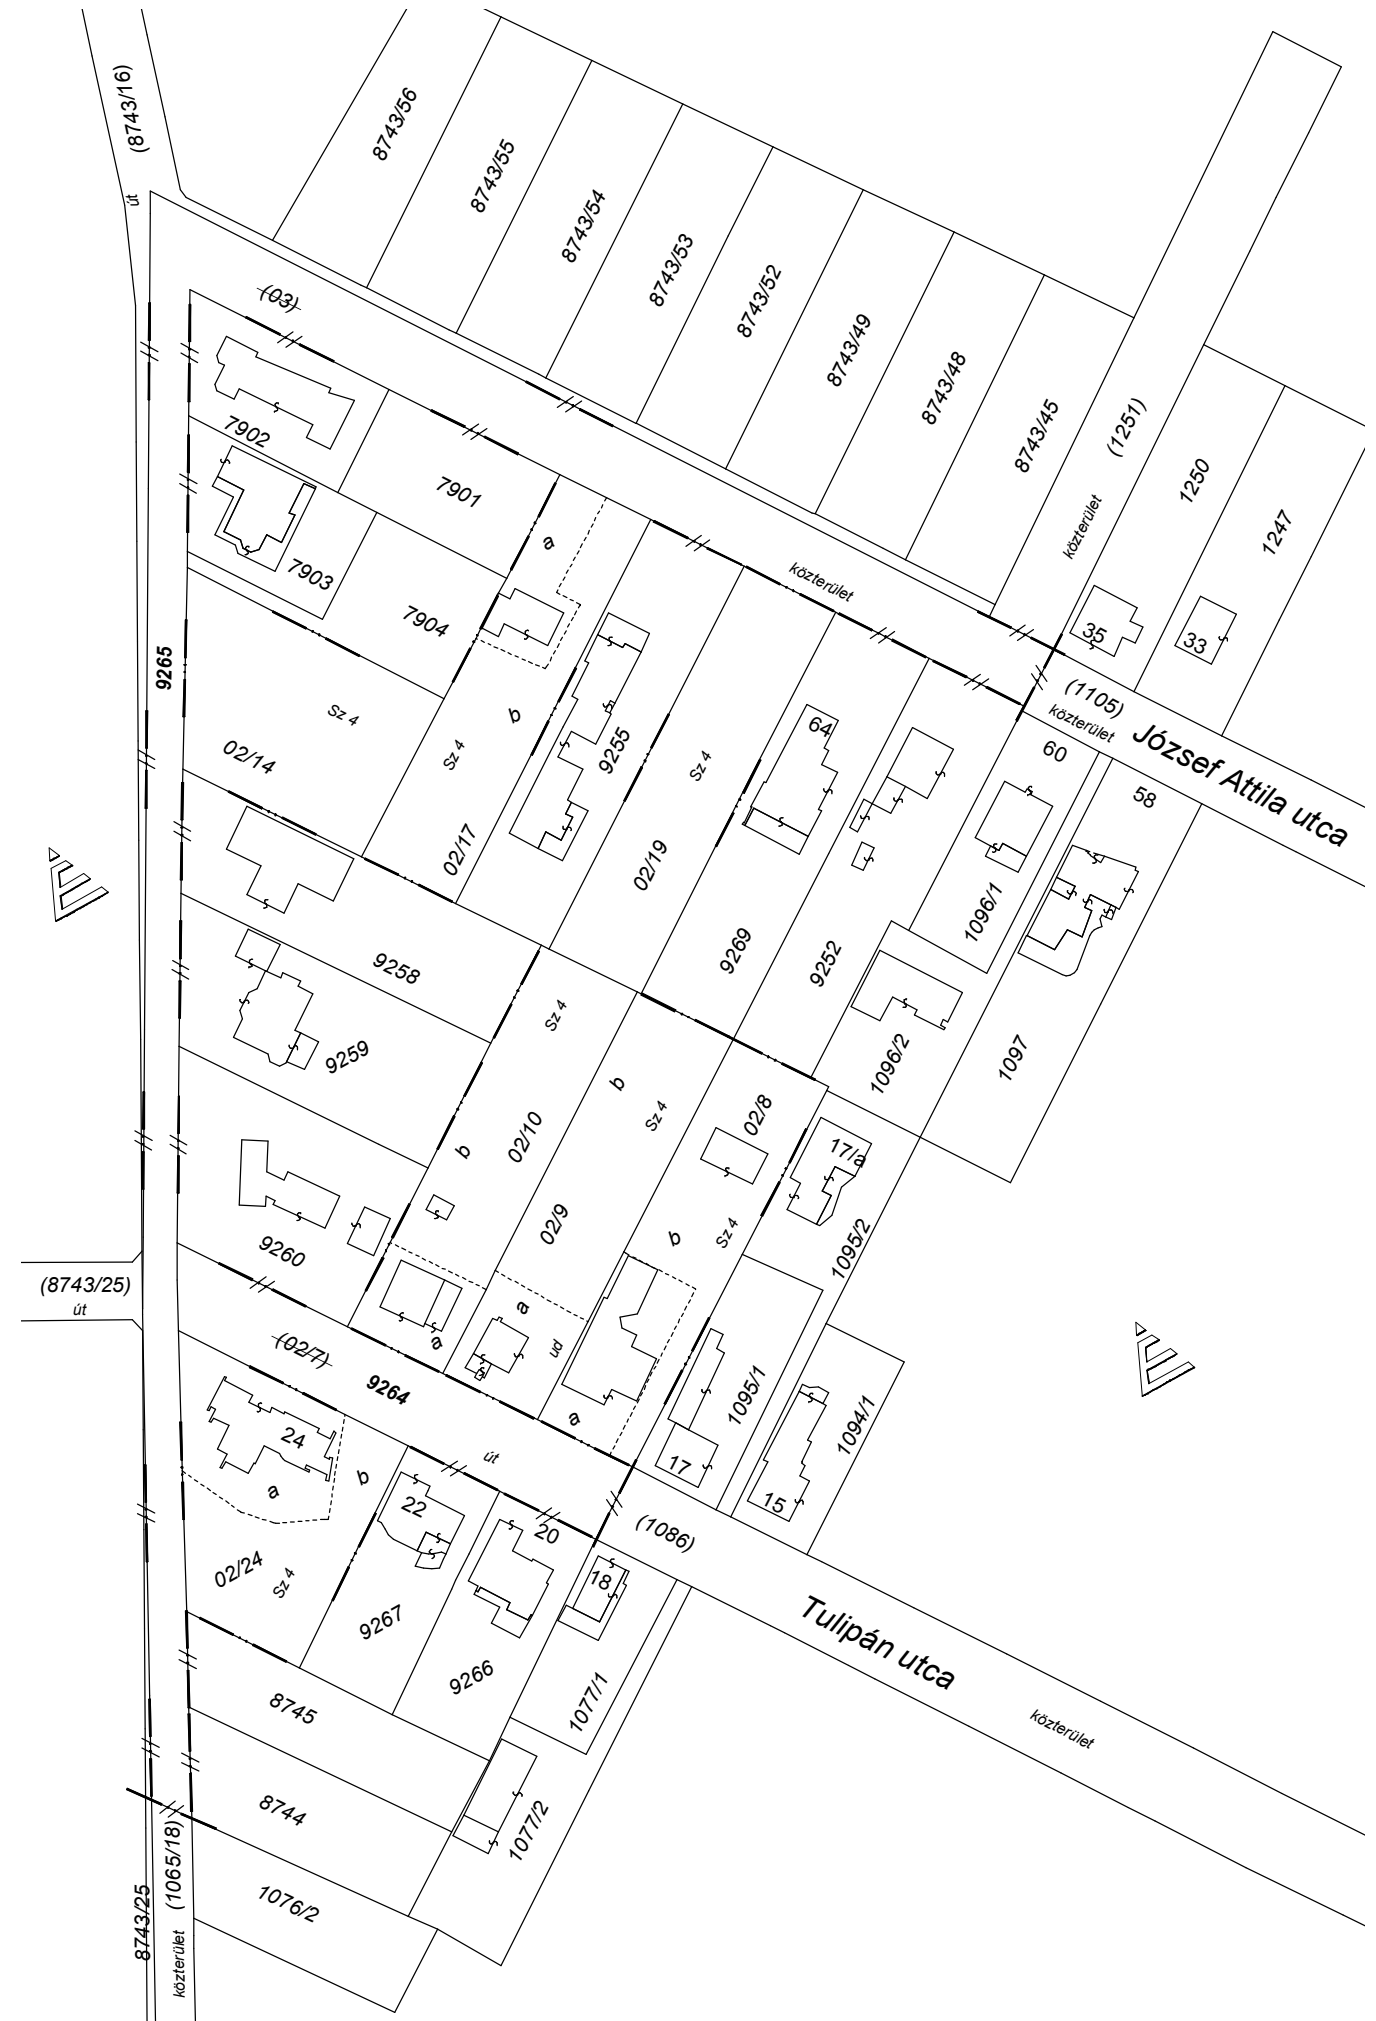 (8743/16)
út
8743/56
8743/55
8743/54
8743/53
8743/52
8743/49
8743/48
8743/45
(1251)
közterület
1250
1247
(03)
7902
7901
7903
7904
a
b
Sz 4
02/17
közterület
35
33
(1105)
közterület
József Attila utca
9265
Sz 4
02/14
9255
Sz 4
02/19
64
9269
9252
60
58
1096/1
1096/2
1097
9258
9259
Sz 4
02/10
b
b
Sz 4
02/9
02/8
b
Sz 4
17/a
1095/2
9260
a
a
ud
a
(8743/25)
út
(02/7)
9264
út
1095/1
17
1094/1
15
24
a
b
02/24
Sz 4
22
9267
20
9266
(1086)
18
1077/1
Tulipán utca
közterület
8745
8744
1077/2
1076/2
8743/25
(1065/18)
közterület